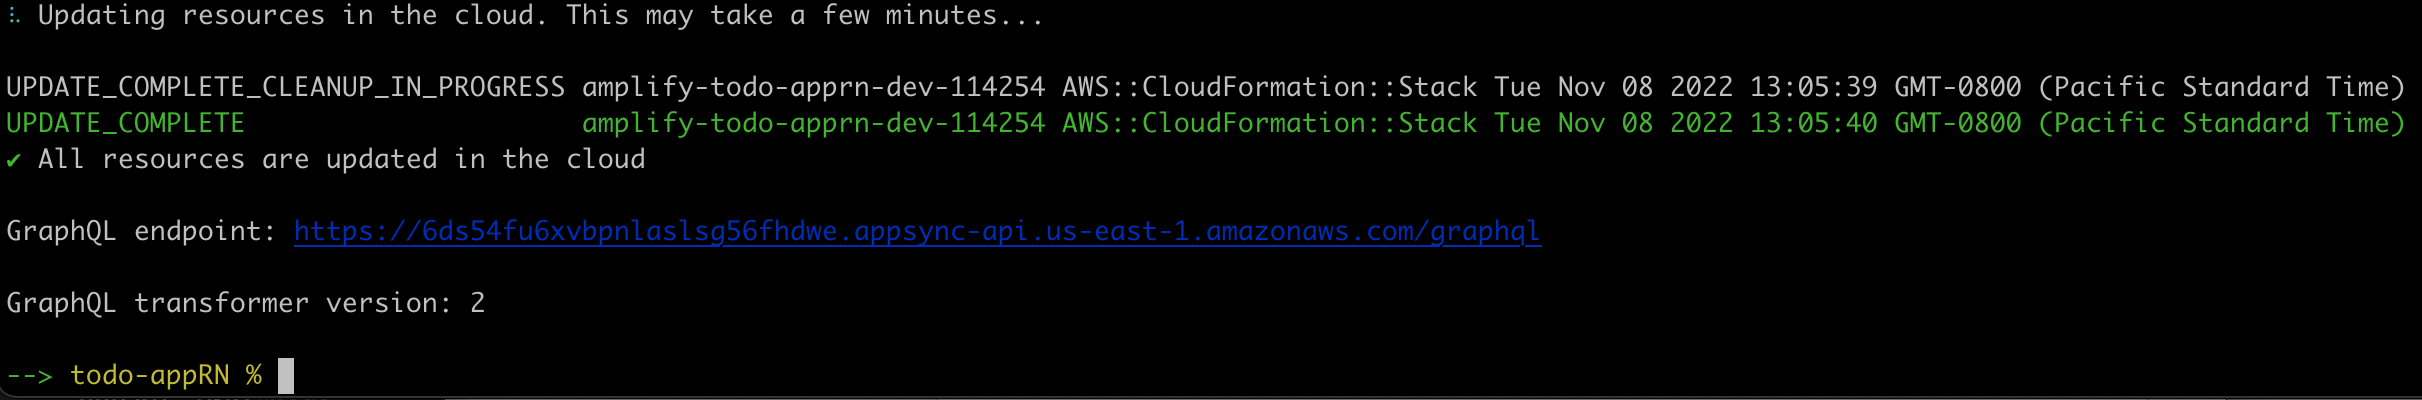 ⠧ Updating resources in the cloud. This may take a few minutes...
UPDATE_COMPLETE_CLEANUP_IN_PROGRESS amplify-todo-apprn-dev-114254 AWS::CloudFormation::Stack Tue Nov 08 2022 13:05:39 GMT-0800 (Pacific Standard Time)
UPDATE_COMPLETE amplify-todo-apprn-dev-114254 AWS::CloudFormation::Stack Tue Nov 08 2022 13:05:40 GMT-0800 (Pacific Standard Time)
✔ All resources are updated in the cloud
GraphQL endpoint: https://6ds54fu6xvbpnlaslsg56fhdwe.appsync-api.us-east-1.amazonaws.com/graphql
GraphQL transformer version: 2
--> todo-appRN %